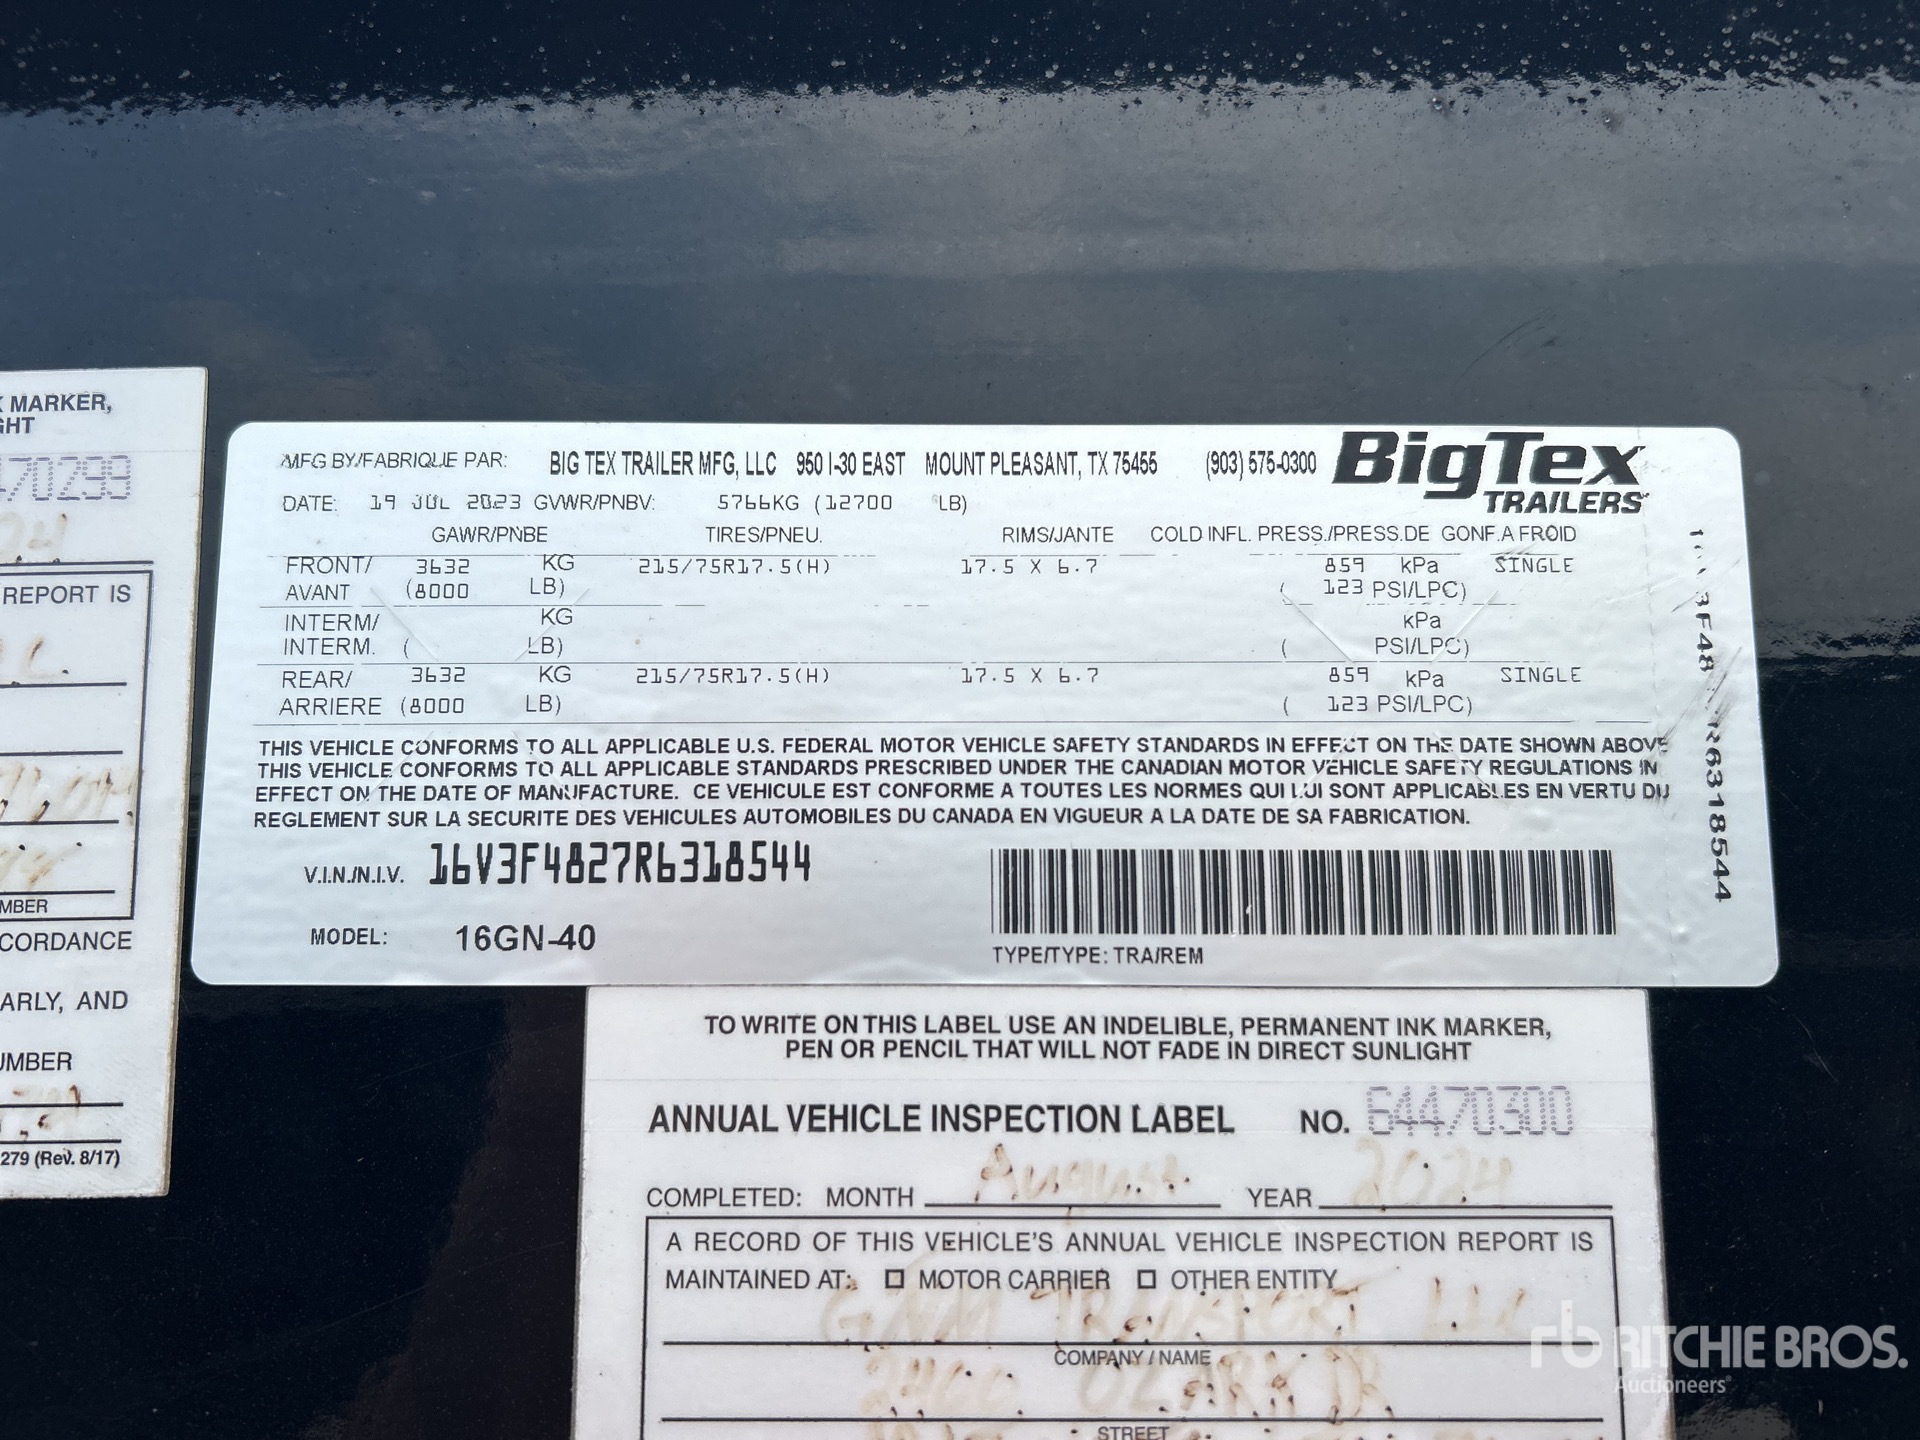 K MARKER,
GHT
470299
24
REPORT IS
MBER
CORDANCE
ARLY, AND
UMBER
279 (Rev. 8/17)
MFG BY/FABRIQUE PAR: BIG TEX TRAILER MFG, LLC 950 I-30 EAST MOUNT PLEASANT, TX 75455 (903) 575-0300 BigTex
TRAILERS
DATE: 19 JUL 2023 GVWR/PNBV: 5766KG (12700 LB)
GAWR/PNBE TIRES/PNEU. RIMS/JANTE COLD INFL. PRESS./PRESS.DE GONF.A FROID
FRONT/ 3632 KG 215/75R17.5(H) 17.5 X 6.7 859 kPa SINGLE
AVANT (8000 LB) ( 123 PSI/LPC)
INTERM/ KG kPa
INTERM. ( LB) ( PSI/LPC)
REAR/ 3632 KG 215/75R17.5(H) 17.5 X 6.7 859 kPa SINGLE
ARRIERE (8000 LB) ( 123 PSI/LPC)
THIS VEHICLE CONFORMS TO ALL APPLICABLE U.S. FEDERAL MOTOR VEHICLE SAFETY STANDARDS IN EFFECT ON THE DATE SHOWN ABOVE
THIS VEHICLE CONFORMS TO ALL APPLICABLE STANDARDS PRESCRIBED UNDER THE CANADIAN MOTOR VEHICLE SAFETY REGULATIONS IN
EFFECT ON THE DATE OF MANUFACTURE. CE VEHICULE EST CONFORME A TOUTES LES NORMES QUI LUI SONT APPLICABLES EN VERTU DU
REGLEMENT SUR LA SECURITE DES VEHICULES AUTOMOBILES DU CANADA EN VIGUEUR A LA DATE DE SA FABRICATION.
V.I.N./N.I.V. 16V3F4827R6318544
MODEL: 16GN-40
TYPE/TYPE: TRA/REM
3F48 R6318544
TO WRITE ON THIS LABEL USE AN INDELIBLE, PERMANENT INK MARKER,
PEN OR PENCIL THAT WILL NOT FADE IN DIRECT SUNLIGHT
ANNUAL VEHICLE INSPECTION LABEL NO. 64470300
COMPLETED: MONTH August YEAR 2024
A RECORD OF THIS VEHICLE'S ANNUAL VEHICLE INSPECTION REPORT IS
MAINTAINED AT: MOTOR CARRIER OTHER ENTITY
TRANSPORT LLC
COMPANY / NAME
2400 OZARK DR
STREET
rb RITCHIE BROS.
Auctioneers